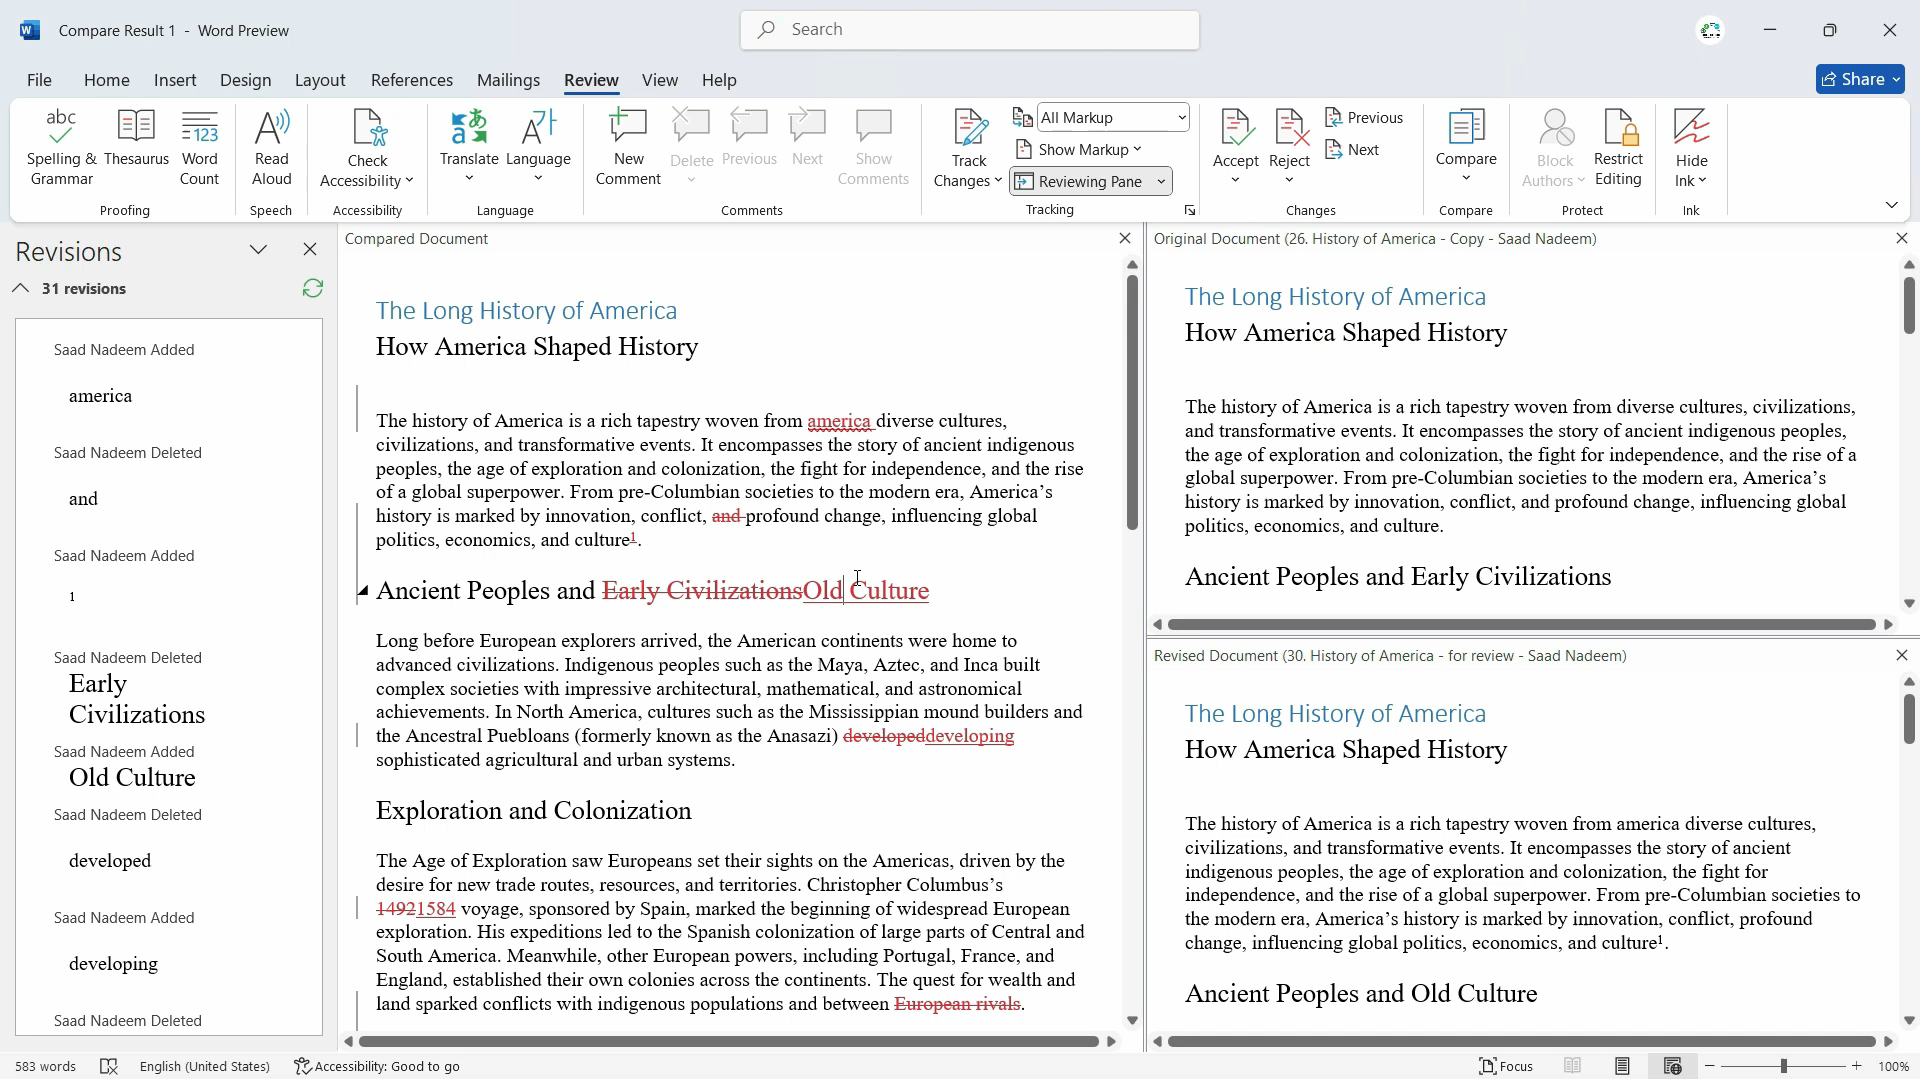 Compare Result 1 - Word Preview
Search
File Home Insert Design Layout References Mailings Review View Help
Share
Spelling & Grammar
Thesaurus
Word Count
Proofing
Read Aloud
Speech
Check Accessibility
Accessibility
Translate
Language
Language
New Comment
Delete
Previous
Next
Show Comments
Comments
Track Changes
All Markup
Show Markup
Reviewing Pane
Tracking
Accept
Reject
Previous
Next
Changes
Compare
Compare
Block Authors
Restrict Editing
Protect
Hide Ink
Ink
Revisions
31 revisions
Saad Nadeem Added
america
Saad Nadeem Deleted
and
Saad Nadeem Added
1
Saad Nadeem Deleted
Early
Civilizations
Saad Nadeem Added
Old Culture
Saad Nadeem Deleted
developed
Saad Nadeem Added
developing
Saad Nadeem Deleted
Compared Document
The Long History of America
How America Shaped History
The history of America is a rich tapestry woven from america diverse cultures,
civilizations, and transformative events. It encompasses the story of ancient indigenous
peoples, the age of exploration and colonization, the fight for independence, and the rise
of a global superpower. From pre-Columbian societies to the modern era, America’s
history is marked by innovation, conflict, and profound change, influencing global
politics, economics, and culture¹.
Ancient Peoples and Early CivilizationsOld Culture
Long before European explorers arrived, the American continents were home to
advanced civilizations. Indigenous peoples such as the Maya, Aztec, and Inca built
complex societies with impressive architectural, mathematical, and astronomical
achievements. In North America, cultures such as the Mississippian mound builders and
the Ancestral Puebloans (formerly known as the Anasazi) developeddeveloping
sophisticated agricultural and urban systems.
Exploration and Colonization
The Age of Exploration saw Europeans set their sights on the Americas, driven by the
desire for new trade routes, resources, and territories. Christopher Columbus’s
14921584 voyage, sponsored by Spain, marked the beginning of widespread European
exploration. His expeditions led to the Spanish colonization of large parts of Central and
South America. Meanwhile, other European powers, including Portugal, France, and
England, established their own colonies across the continents. The quest for wealth and
land sparked conflicts with indigenous populations and between European rivals.
Original Document (26. History of America - Copy - Saad Nadeem)
The Long History of America
How America Shaped History
The history of America is a rich tapestry woven from diverse cultures, civilizations,
and transformative events. It encompasses the story of ancient indigenous peoples,
the age of exploration and colonization, the fight for independence, and the rise of a
global superpower. From pre-Columbian societies to the modern era, America’s
history is marked by innovation, conflict, and profound change, influencing global
politics, economics, and culture.
Ancient Peoples and Early Civilizations
Revised Document (30. History of America - for review - Saad Nadeem)
The Long History of America
How America Shaped History
The history of America is a rich tapestry woven from america diverse cultures,
civilizations, and transformative events. It encompasses the story of ancient
indigenous peoples, the age of exploration and colonization, the fight for
independence, and the rise of a global superpower. From pre-Columbian societies to
the modern era, America’s history is marked by innovation, conflict, profound
change, influencing global politics, economics, and culture¹.
Ancient Peoples and Old Culture
583 words English (United States) Accessibility: Good to go
Focus 100%